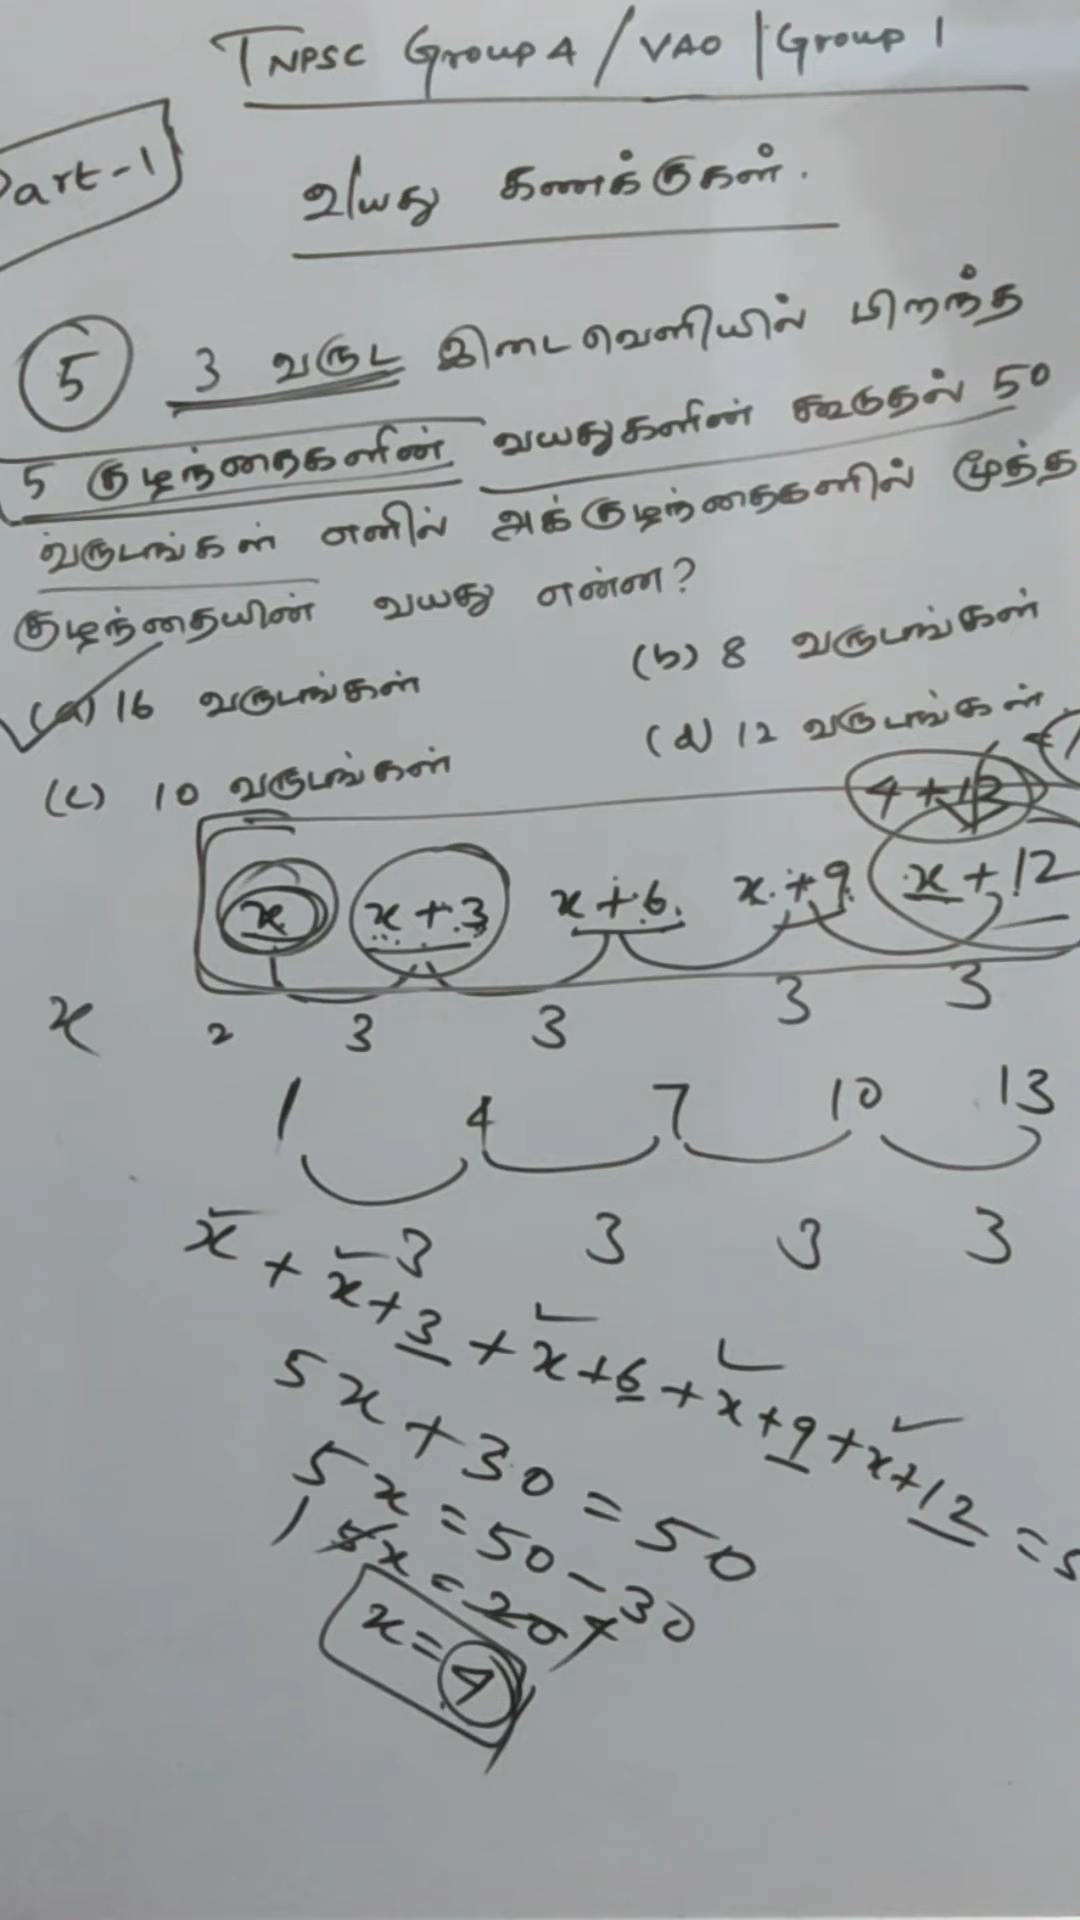 TNPSC Group 4 / VAO | Group 1
Part-1
வயது கணக்குகள்.
5 3 வருட இடைவெளியில் பிறந்த
5 குழந்தைகளின் வயதுகளின் கூடுதல் 50
வருடங்கள் எனில் அக்குழந்தைகளில் மூத்த
குழந்தையின் வயது என்ன?
(a) 16 வருடங்கள் (b) 8 வருடங்கள்
(c) 10 வருடங்கள் (d) 12 வருடங்கள்
4+12
x x+3 x+6 x+9 x+12
x 2 3 3 3 3
1 4 7 10 13
3 3 3 3
x + x+3 + x+6 + x+9 + x+12 =
5x + 30 = 50
5x = 50 - 30
5x = 20 4
x = 4